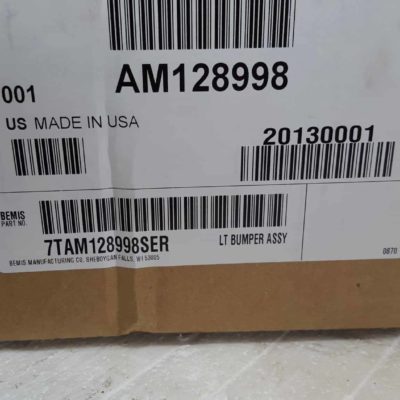 AM128998
001
US MADE IN USA
20130001
BEMIS
PART NO.
7TAM128998SER
LT BUMPER ASSY
0870
BEMIS MANUFACTURING CO. SHEBOYGAN FALLS, WI 53085